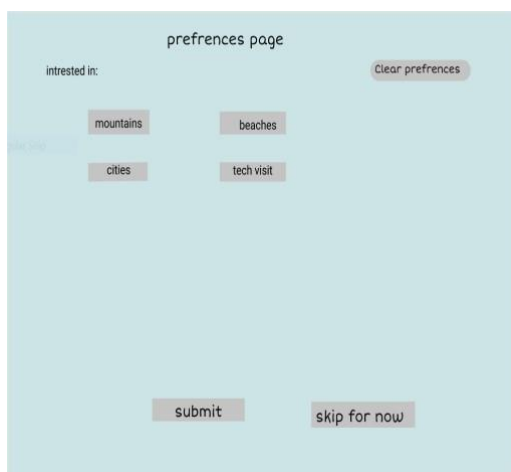 prefrences page
intrested in:
Clear prefrences
mountains
beaches
cities
tech visit
submit
skip for now